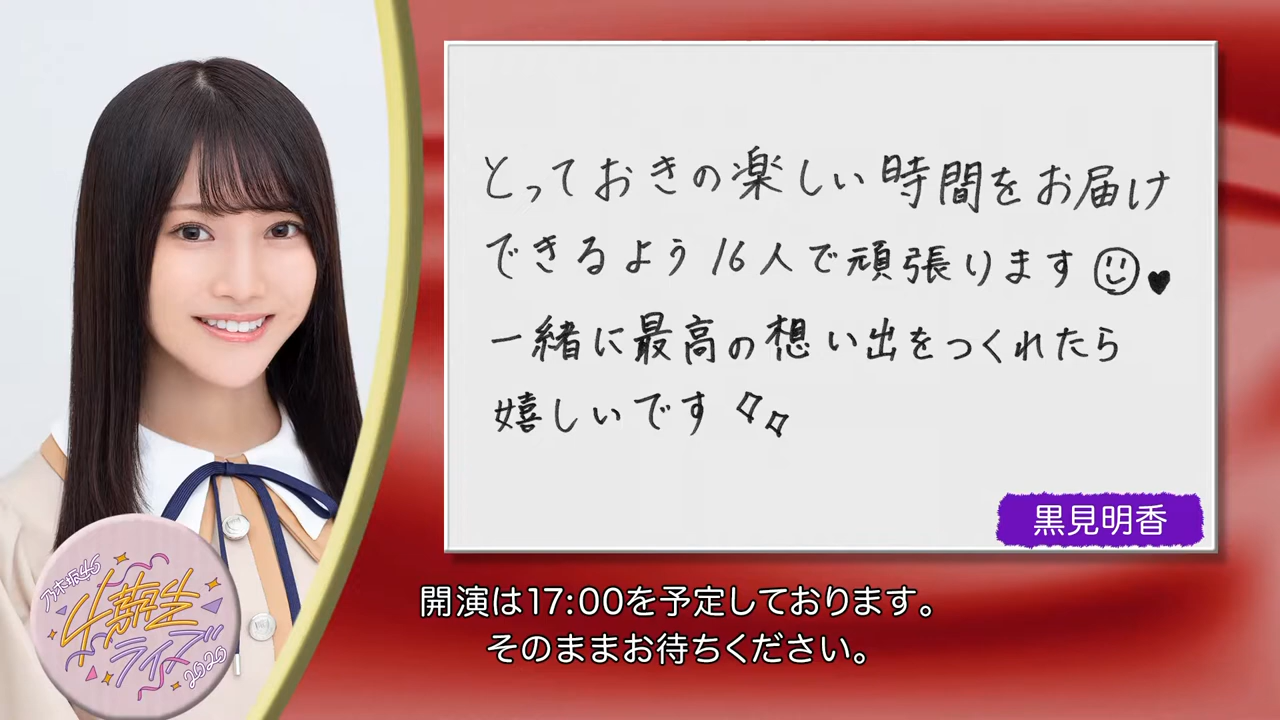 とっておきの楽しい時間をお届け
できるよう16人で頑張ります
一緒に最高の想い出をつくれたら
嬉しいです
黒見明香
開演は17:00を予定しております。
そのままお待ちください。
乃木坂46
4期生
ライブ
2020